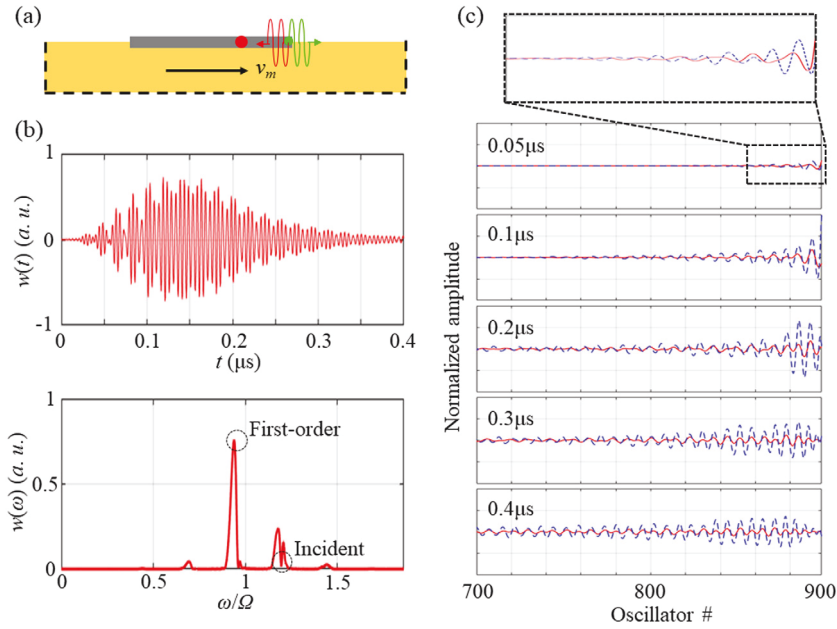 (a)
v_m
(b)
1
0
-1
w(t) (a. u.)
0 0.1 0.2 0.3 0.4
t (μs)
1
0.5
0
w(ω) (a. u.)
First-order
Incident
0 0.5 1 1.5
ω/Ω
(c)
0.05μs
0.1μs
0.2μs
0.3μs
0.4μs
Normalized amplitude
700 800 900
Oscillator #